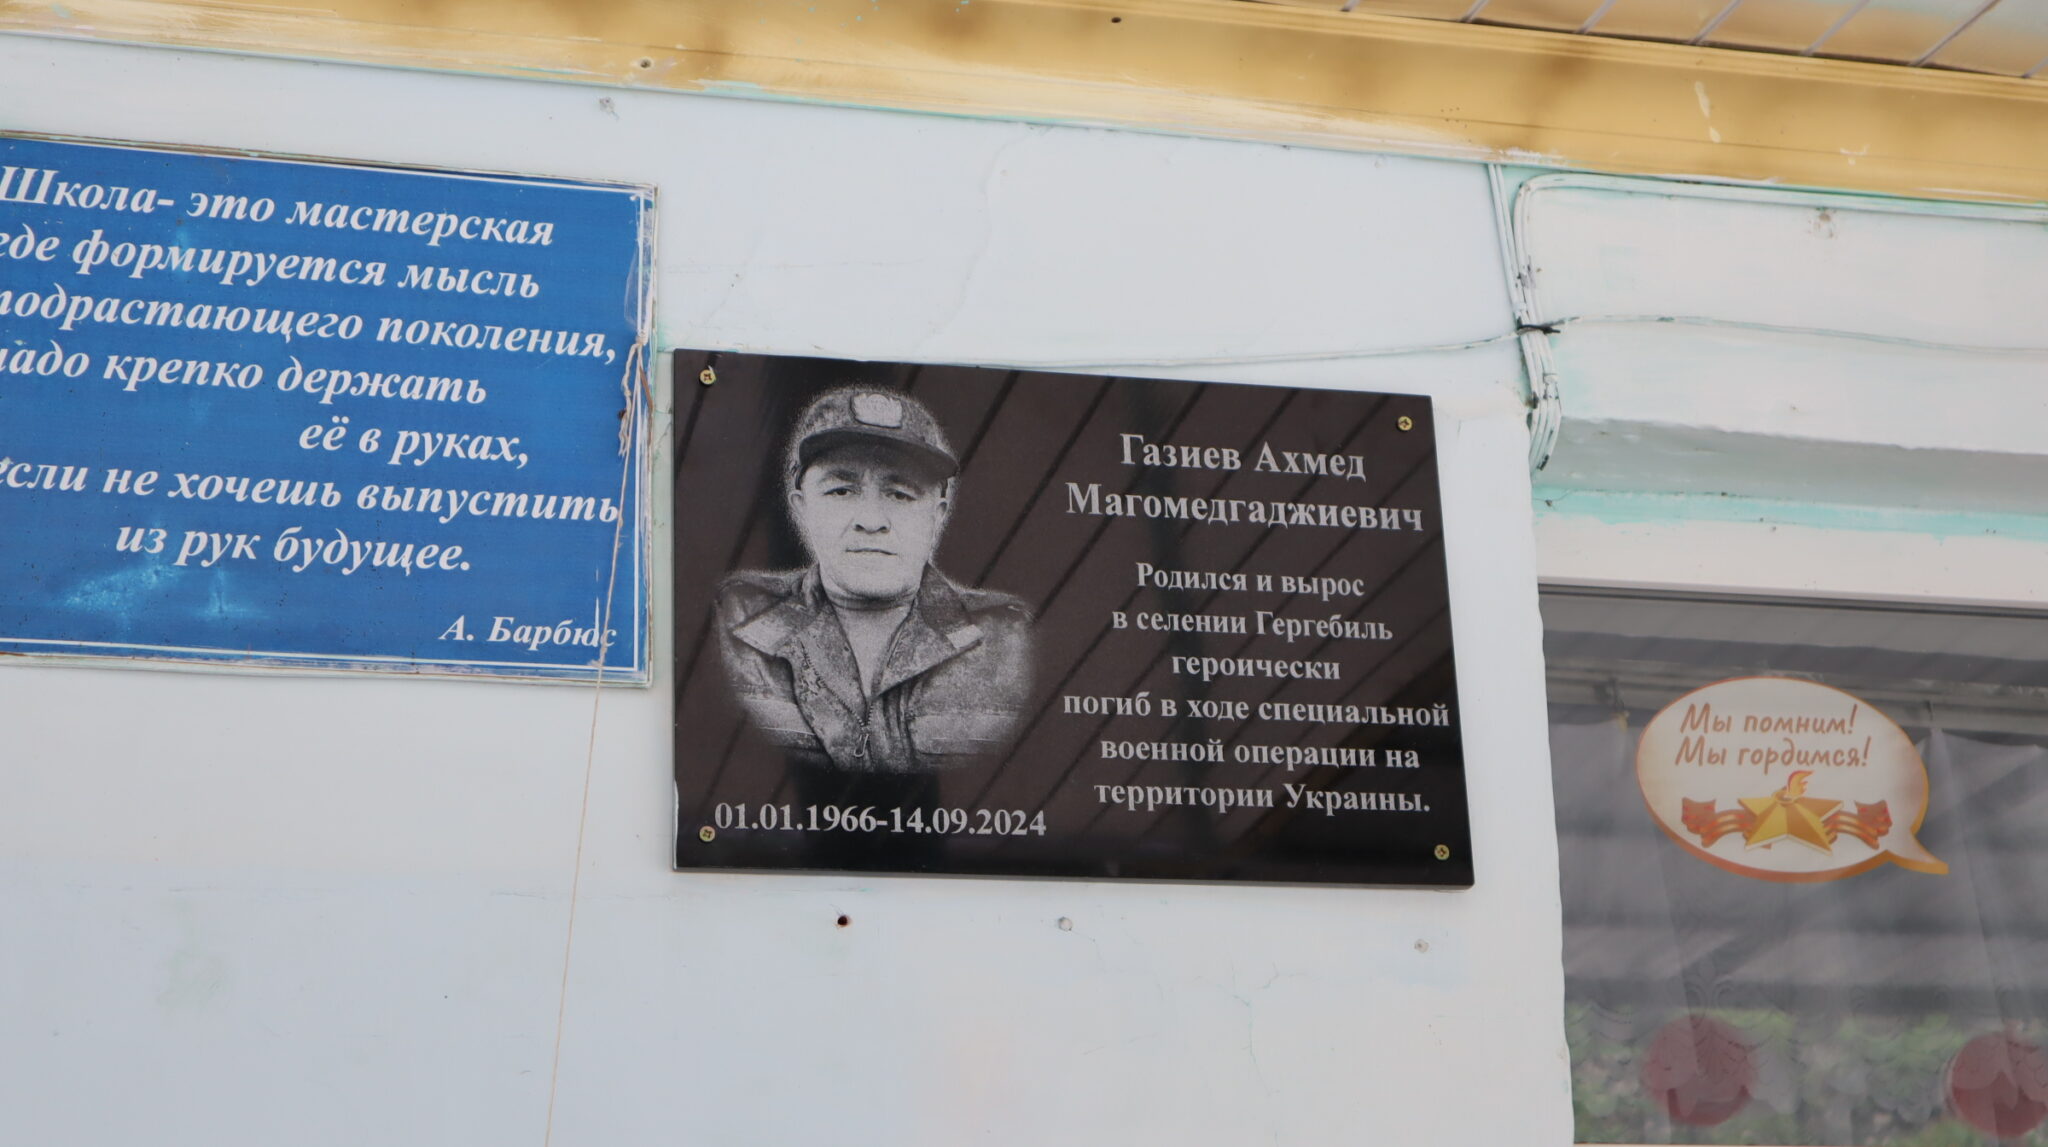 Школа- это мастерская
где формируется мысль
подрастающего поколения,
надо крепко держать
её в руках,
если не хочешь выпустить
из рук будущее.
А. Барбюс
Газиев Ахмед
Магомедгаджиевич
Родился и вырос
в селении Гергебиль
героически
погиб в ходе специальной
военной операции на
территории Украины.
01.01.1966-14.09.2024
Мы помним!
Мы гордимся!